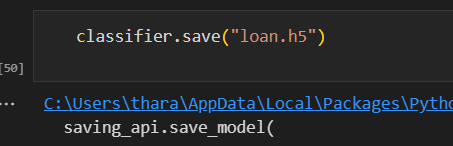 classifier.save("loan.h5")
[50]
...
C:\Users\thara\AppData\Local\Packages\Pytho
saving_api.save_model(